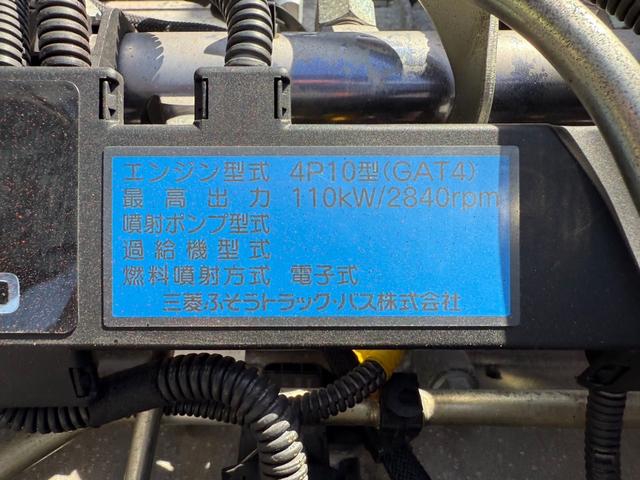 エンジン型式 4P10型(GAT4)
最高出力 110kW/2840rpm
噴射ポンプ型式
過給機型式
燃料噴射方式 電子式
三菱ふそうトラック・バス株式会社